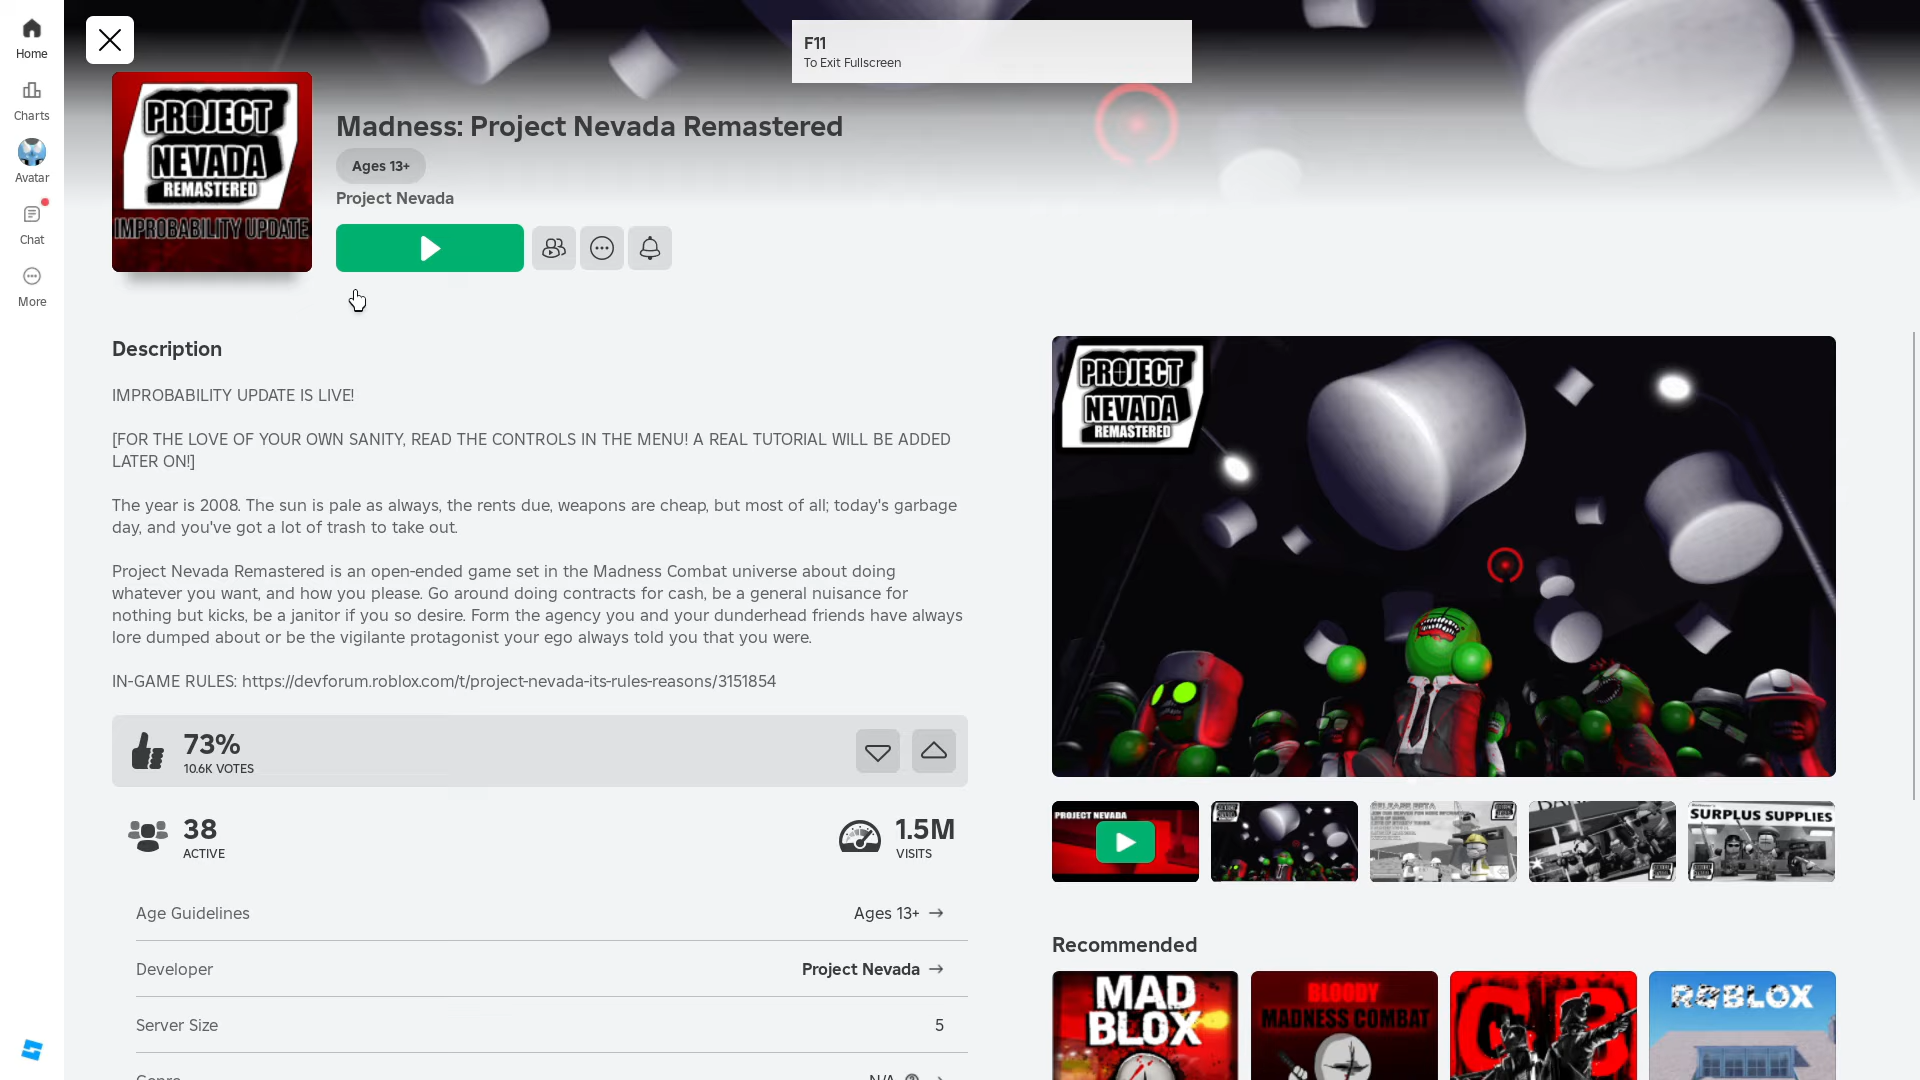 Home
Charts
Avatar
Chat
More
F11
To Exit Fullscreen
PROJECT
NEVADA
REMASTERED
IMPROBABILITY UPDATE
Madness: Project Nevada Remastered
Ages 13+
Project Nevada
Description
IMPROBABILITY UPDATE IS LIVE!
[FOR THE LOVE OF YOUR OWN SANITY, READ THE CONTROLS IN THE MENU! A REAL TUTORIAL WILL BE ADDED
LATER ON!]
The year is 2008. The sun is pale as always, the rents due, weapons are cheap, but most of all; today's garbage
day, and you've got a lot of trash to take out.
Project Nevada Remastered is an open-ended game set in the Madness Combat universe about doing
whatever you want, and how you please. Go around doing contracts for cash, be a general nuisance for
nothing but kicks, be a janitor if you so desire. Form the agency you and your dunderhead friends have always
lore dumped about or be the vigilante protagonist your ego always told you that you were.
IN-GAME RULES: https://devforum.roblox.com/t/project-nevada-its-rules-reasons/3151854
73%
10.6K VOTES
38
ACTIVE
1.5M
VISITS
Age Guidelines
Ages 13+
Developer
Project Nevada
Server Size
5
Genre
N/A
PROJECT
NEVADA
REMASTERED
PROJECT NEVADA
SURPLUS SUPPLIES
Recommended
MAD
BLOX
BLOODY
MADNESS COMBAT
ROBLOX